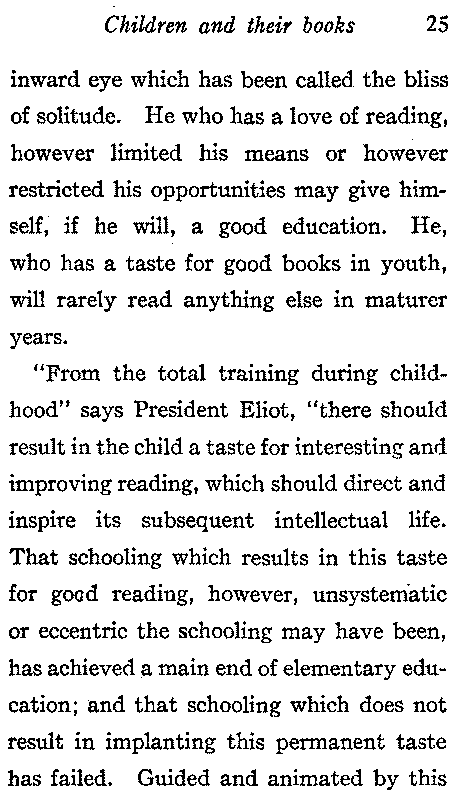 Children and their books 25
inward eye which has been called the bliss
of solitude. He who has a love of reading,
however limited his means or however
restricted his opportunities may give him-
self, if he will, a good education. He,
who has a taste for good books in youth,
will rarely read anything else in maturer
years.
"From the total training during child-
hood" says President Eliot, "there should
result in the child a taste for interesting and
improving reading, which should direct and
inspire its subsequent intellectual life.
That schooling which results in this taste
for good reading, however, unsystematic
or eccentric the schooling may have been,
has achieved a main end of elementary edu-
cation; and that schooling which does not
result in implanting this permanent taste
has failed. Guided and animated by this